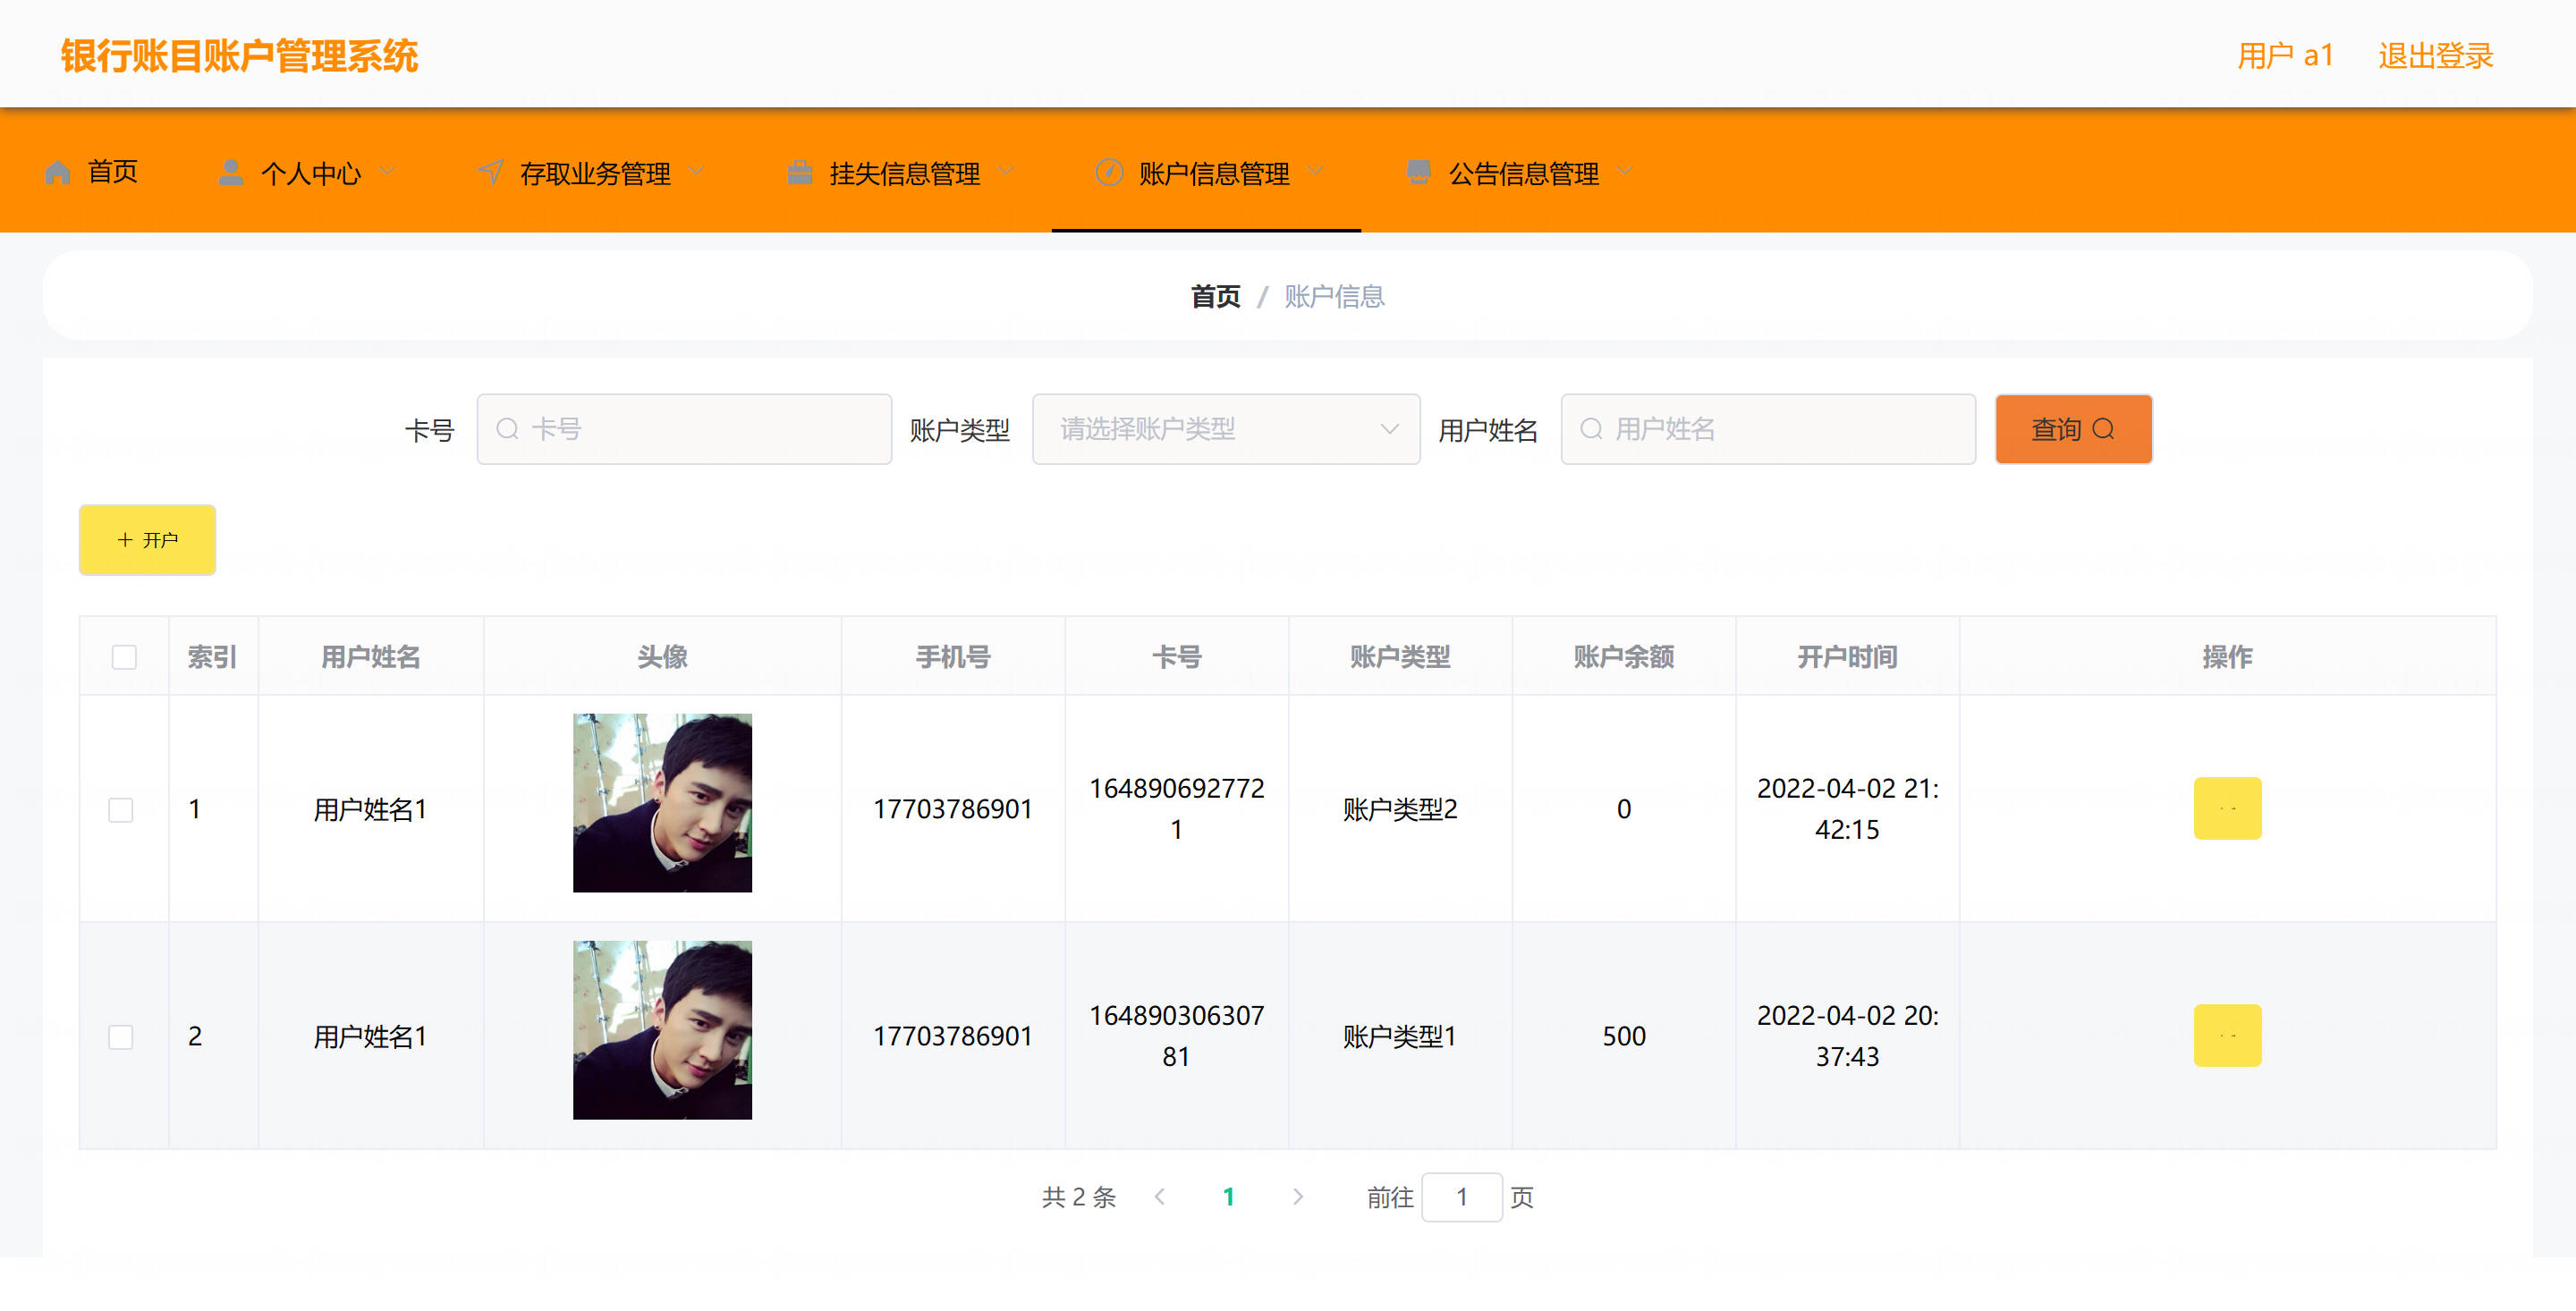 银行账目账户管理系统
用户 a1 退出登录
首页 个人中心 存取业务管理 挂失信息管理 账户信息管理 公告信息管理
首页 / 账户信息
卡号 卡号 账户类型 请选择账户类型 用户姓名 用户姓名 查询
+ 开户
索引 用户姓名 头像 手机号 卡号 账户类型 账户余额 开户时间 操作
1 用户姓名1 17703786901 164890692772 账户类型2 0 2022-04-02 21:
1 42:15
2 用户姓名1 17703786901 164890306307 账户类型1 500 2022-04-02 20:
81 37:43
共 2 条 < 1 > 前往 1 页